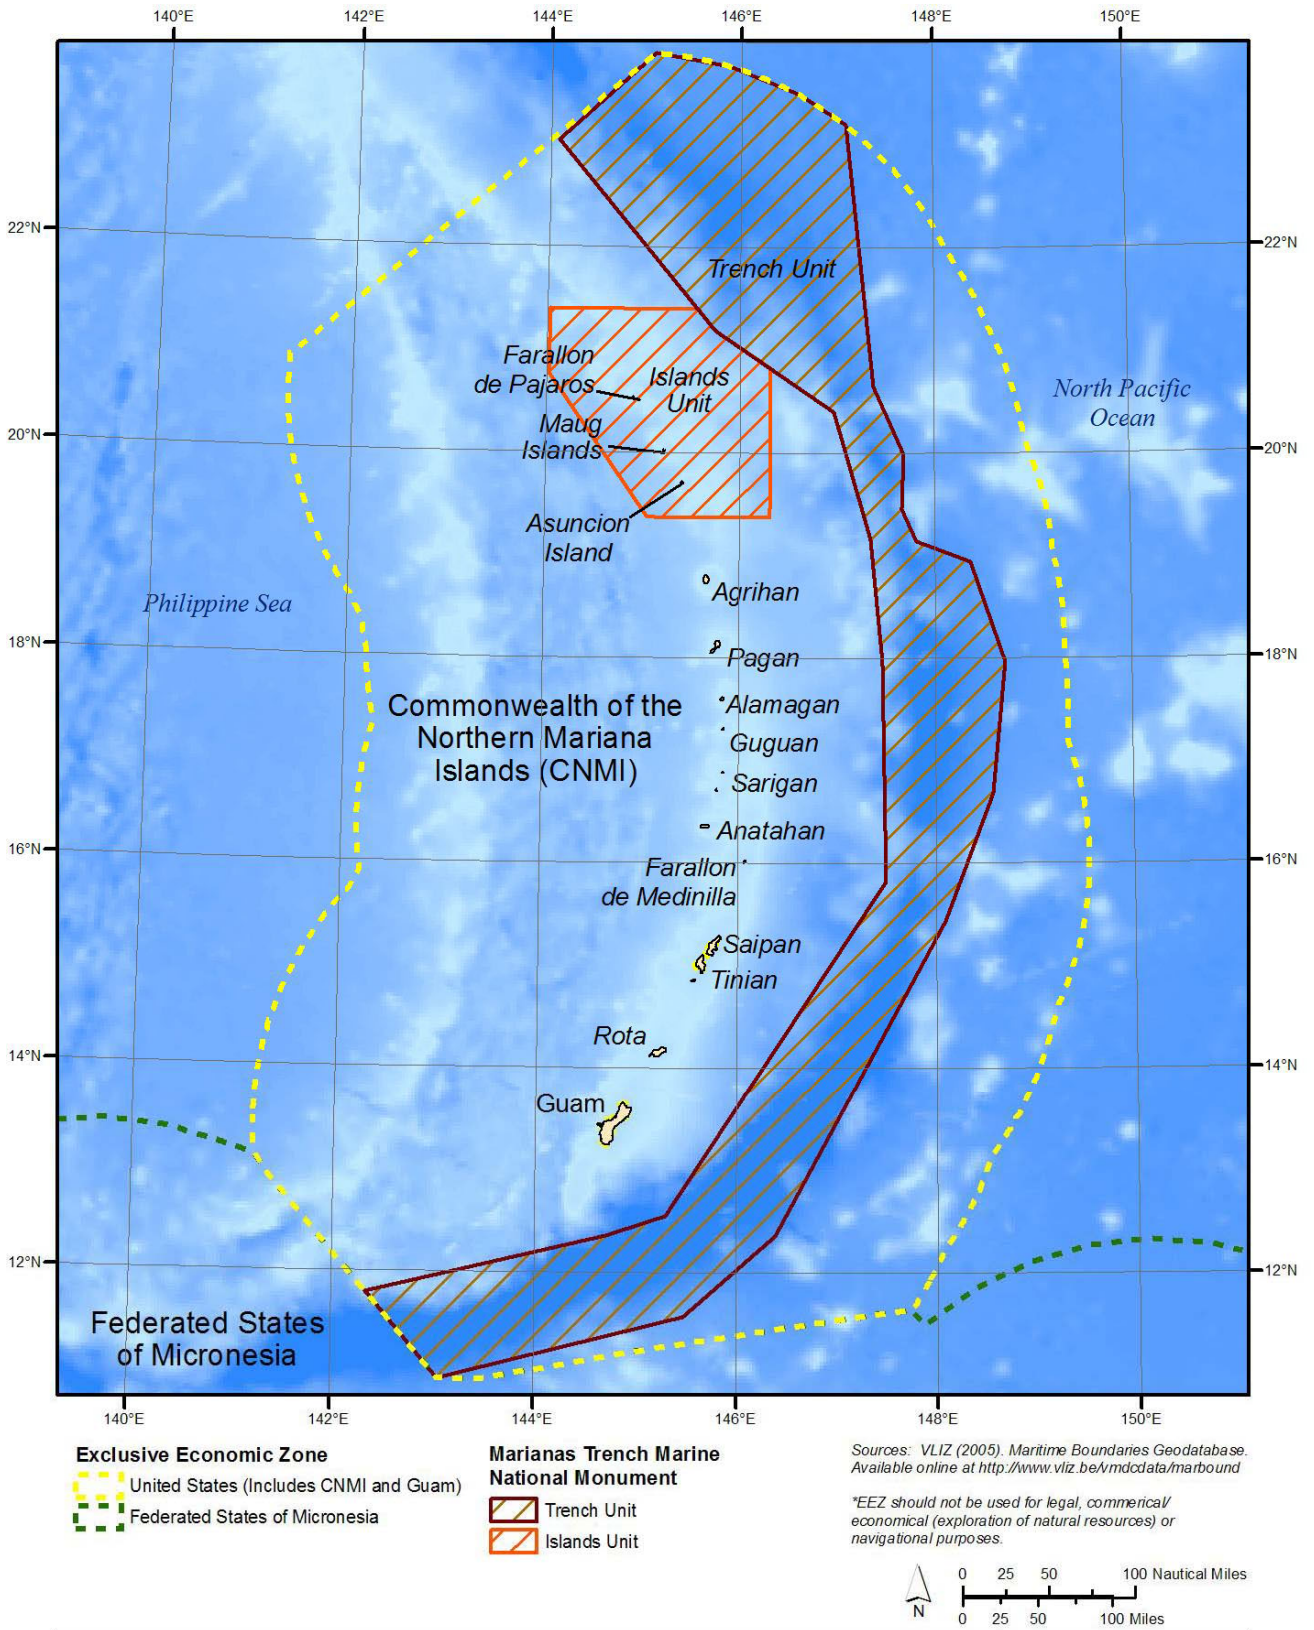 140°E 142°E 144°E 146°E 148°E 150°E
22°N 22°N
Trench Unit
Farallon
de Pajaros
Islands
Unit
North Pacific
Ocean
Maug
Islands
20°N 20°N
Asuncion
Island
Agrihan
Philippine Sea
18°N 18°N
Pagan
Commonwealth of the
Northern Mariana
Islands (CNMI)
Alamagan
Guguan
Sarigan
Anatahan
16°N 16°N
Farallon
de Medinilla
Saipan
Tinian
Rota
14°N 14°N
Guam
12°N 12°N
Federated States
of Micronesia
140°E 142°E 144°E 146°E 148°E 150°E
Exclusive Economic Zone
United States (Includes CNMI and Guam)
Federated States of Micronesia
Marianas Trench Marine
National Monument
Trench Unit
Islands Unit
Sources: VLIZ (2005). Maritime Boundaries Geodatabase.
Available online at http://www.vliz.be/vmdcdata/marbound
*EEZ should not be used for legal, commerical/
economical (exploration of natural resources) or
navigational purposes.
N
0 25 50 100 Nautical Miles
0 25 50 100 Miles